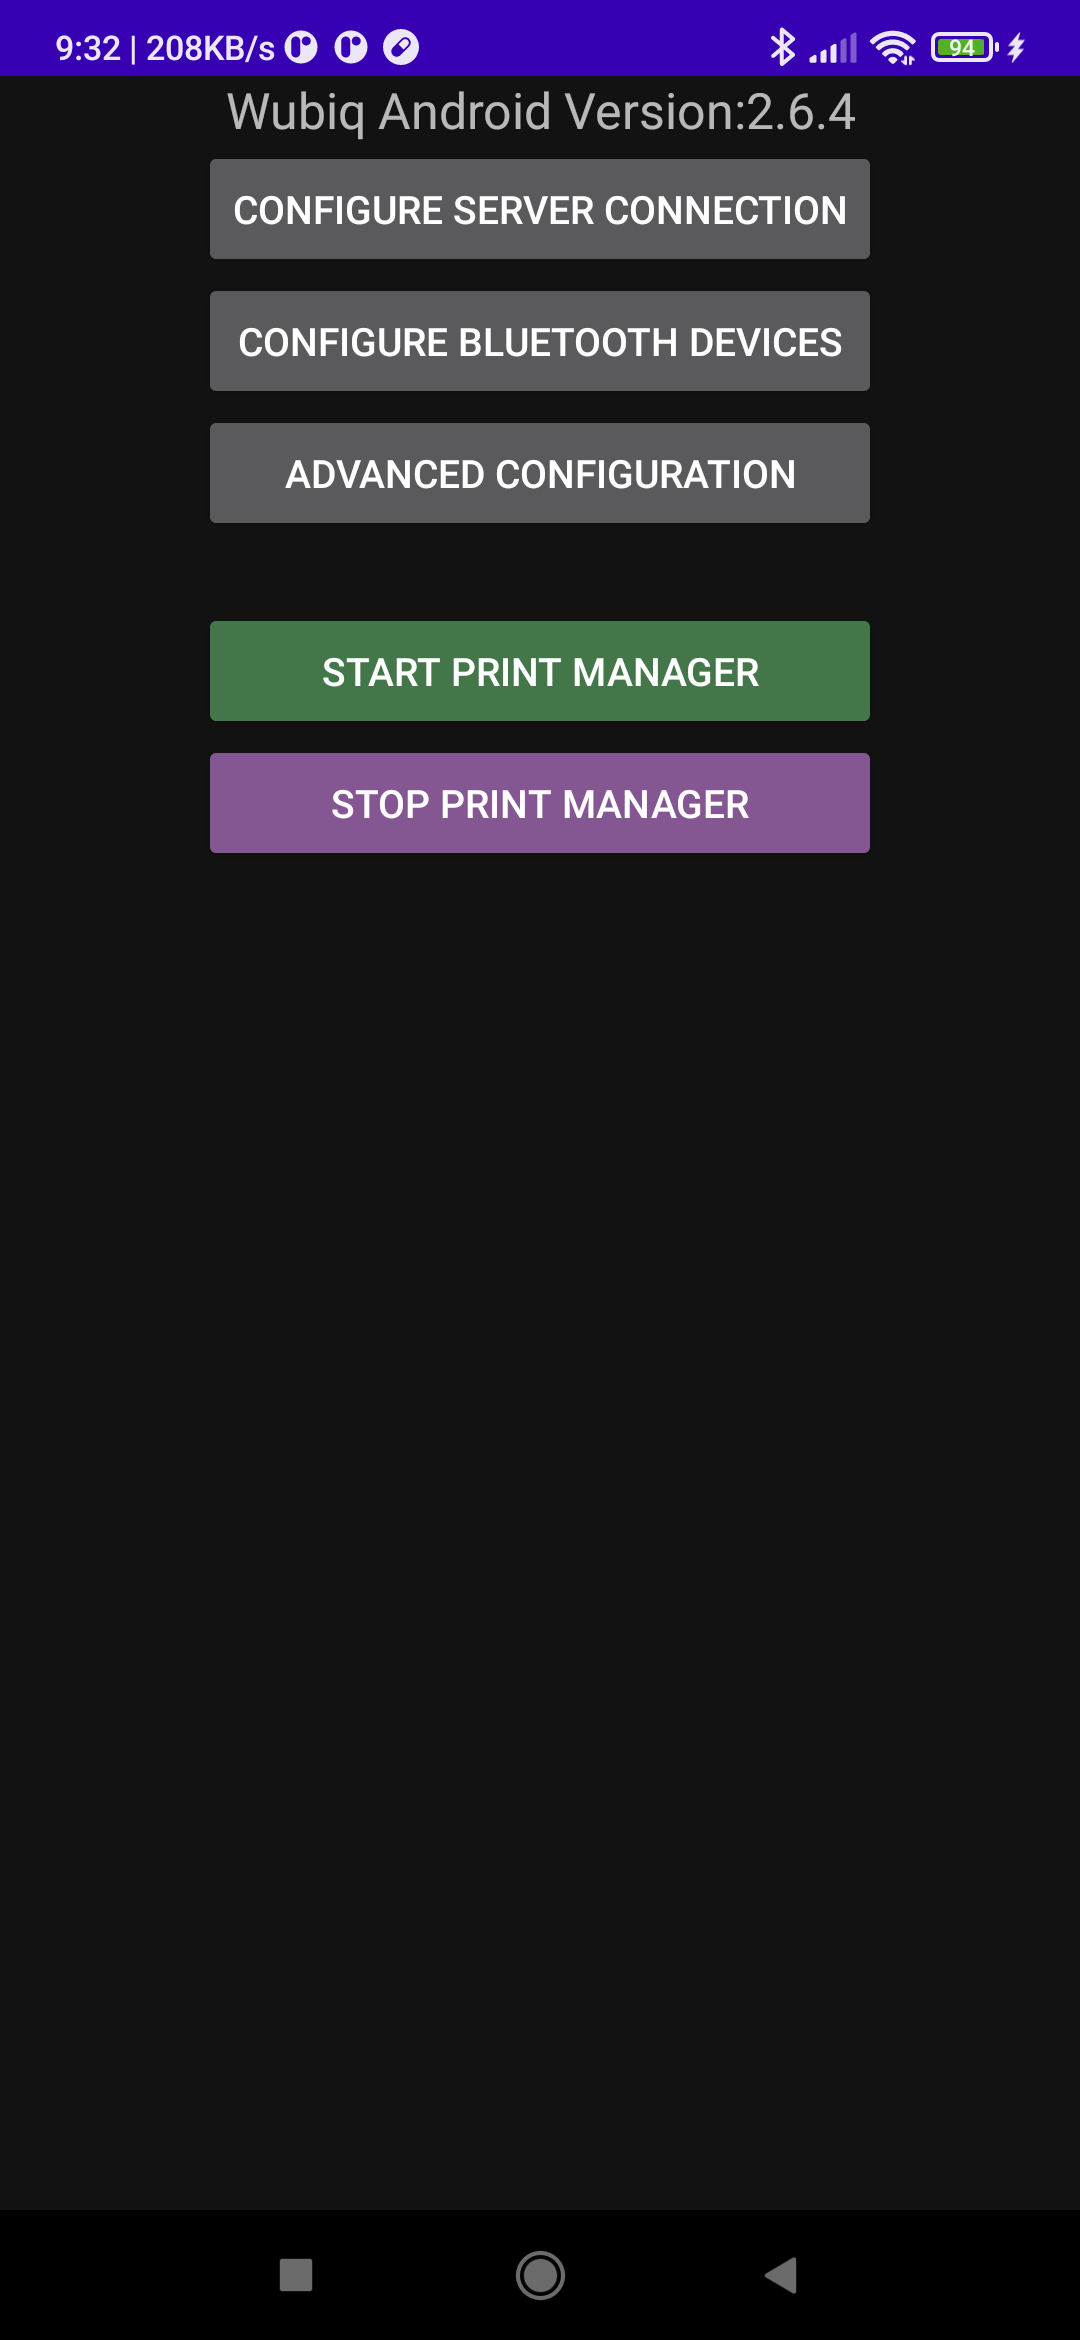 9:32 | 208KB/s
94
Wubiq Android Version:2.6.4
CONFIGURE SERVER CONNECTION
CONFIGURE BLUETOOTH DEVICES
ADVANCED CONFIGURATION
START PRINT MANAGER
STOP PRINT MANAGER